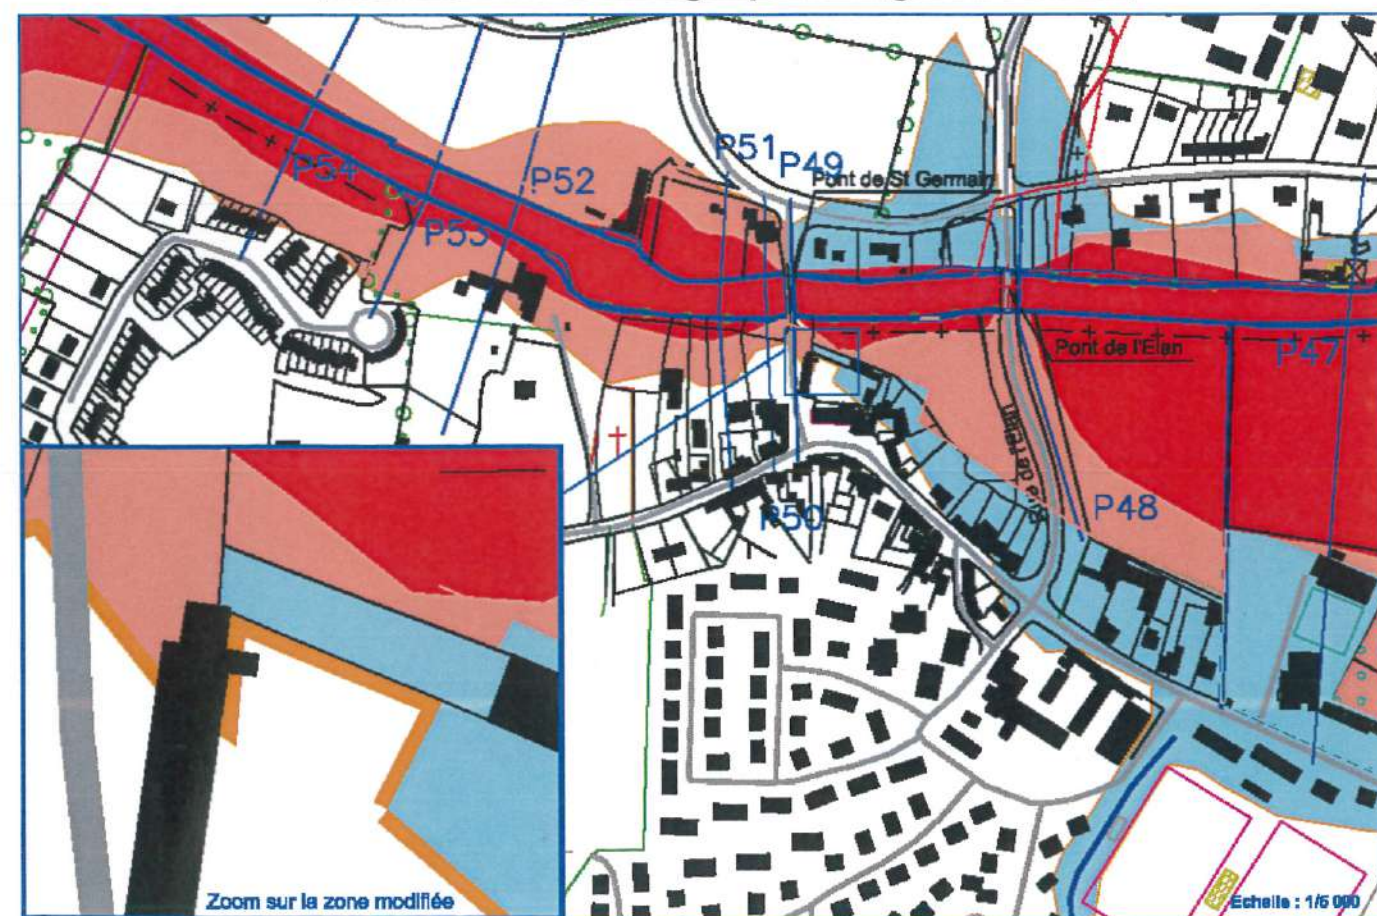 P51
P49
Pont de St Germain
P54
P52
P53
Pont de l'Elan
P47
P48
P50
Zoom sur la zone modifiée
Echelle : 1/5 000